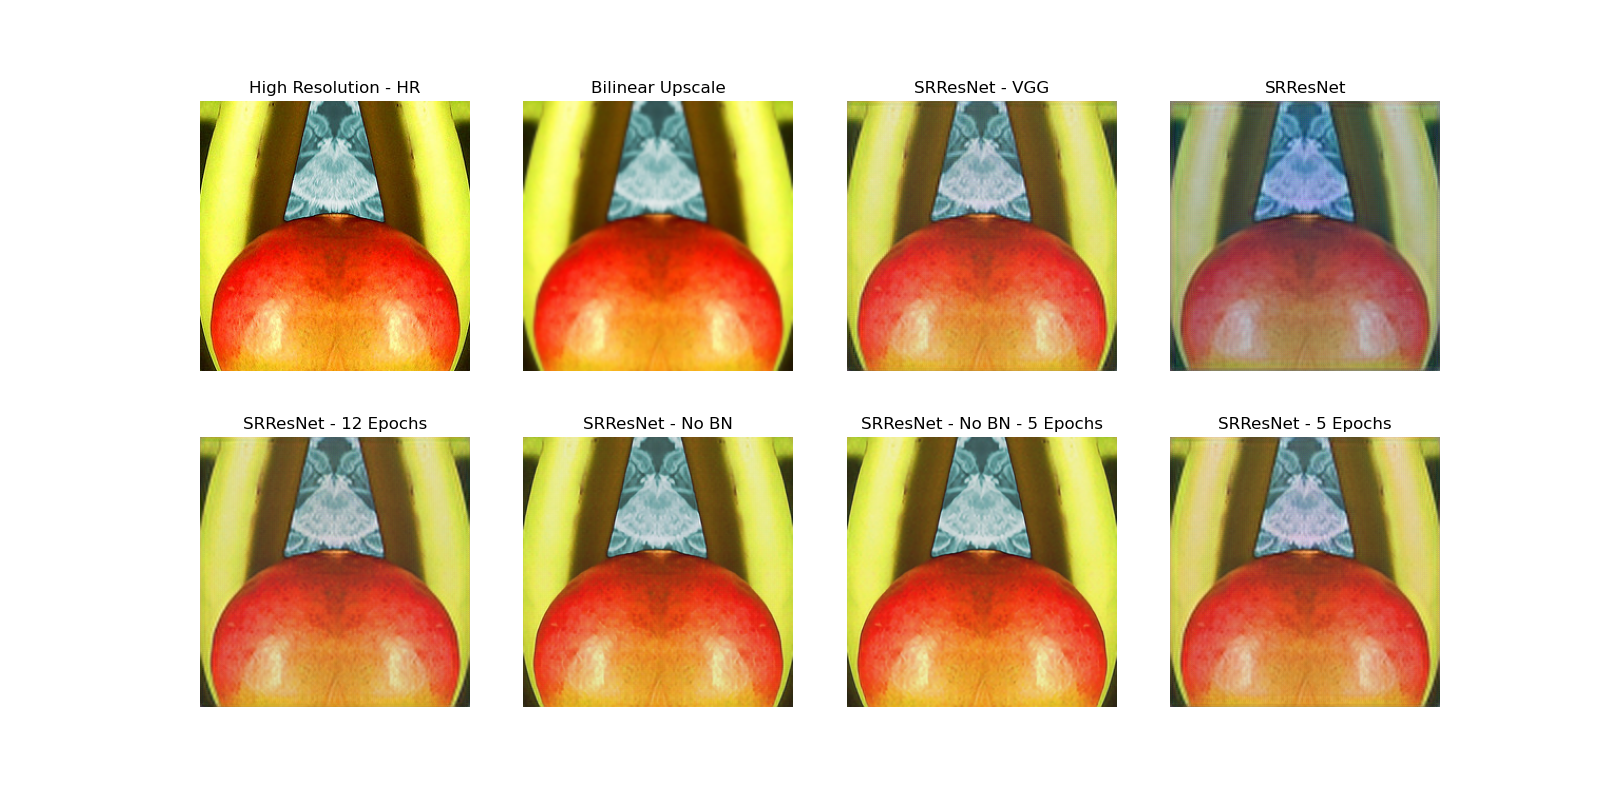 High Resolution - HR
Bilinear Upscale
SRResNet - VGG
SRResNet
SRResNet - 12 Epochs
SRResNet - No BN
SRResNet - No BN - 5 Epochs
SRResNet - 5 Epochs